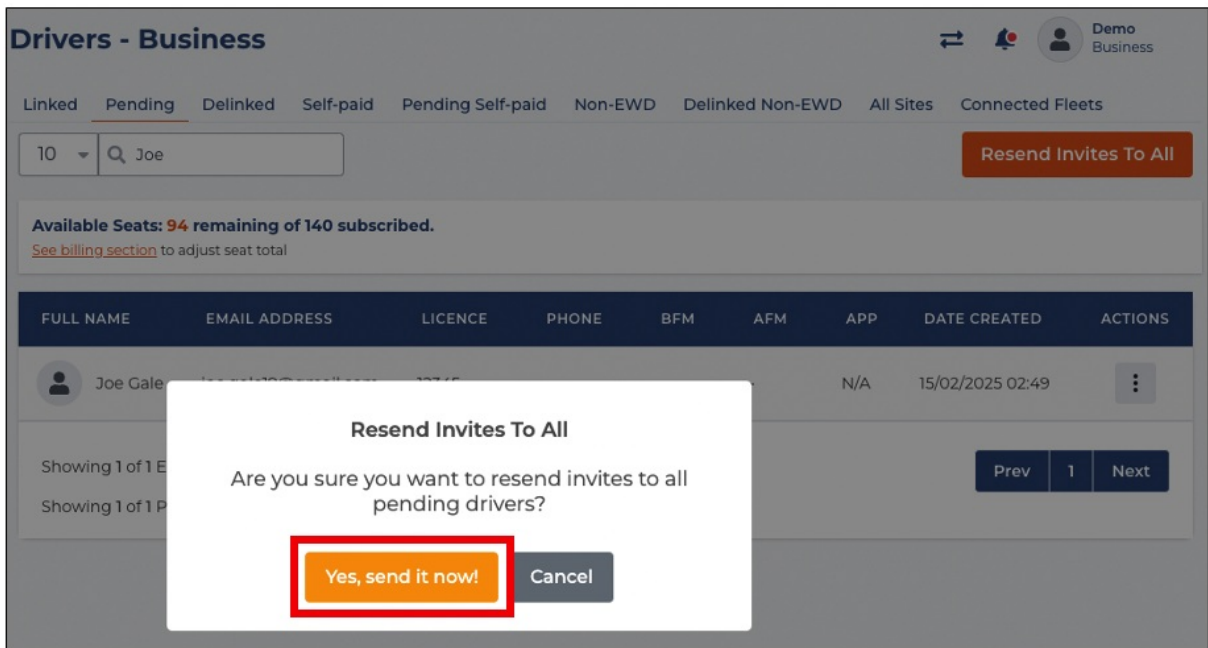 Drivers - Business
Demo
Business
Linked Pending Delinked Self-paid Pending Self-paid Non-EWD Delinked Non-EWD All Sites Connected Fleets
10 Joe Resend Invites To All
Available Seats: 94 remaining of 140 subscribed.
See billing section to adjust seat total
FULL NAME EMAIL ADDRESS LICENCE PHONE BFM AFM APP DATE CREATED ACTIONS
Joe Gale N/A 15/02/2025 02:49
Showing 1 of 1 E
Showing 1 of 1 P
Prev 1 Next
Resend Invites To All
Are you sure you want to resend invites to all
pending drivers?
Yes, send it now! Cancel